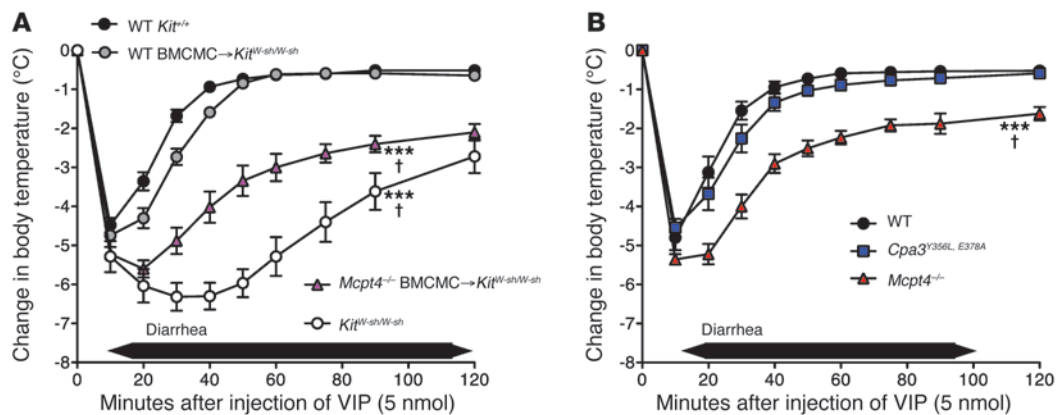 A
WT Kit+/+
WT BMCMC→KitW-sh/W-sh
Change in body temperature (°C)
0
-1
-2
-3
-4
-5
-6
-7
-8
***
†
***
†
Mcpt4–/– BMCMC→KitW-sh/W-sh
KitW-sh/W-sh
Diarrhea
0 20 40 60 80 100 120
Minutes after injection of VIP (5 nmol)
B
Change in body temperature (°C)
0
-1
-2
-3
-4
-5
-6
-7
-8
***
†
WT
Cpa3Y356L, E378A
Mcpt4–/–
Diarrhea
0 20 40 60 80 100 120
Minutes after injection of VIP (5 nmol)